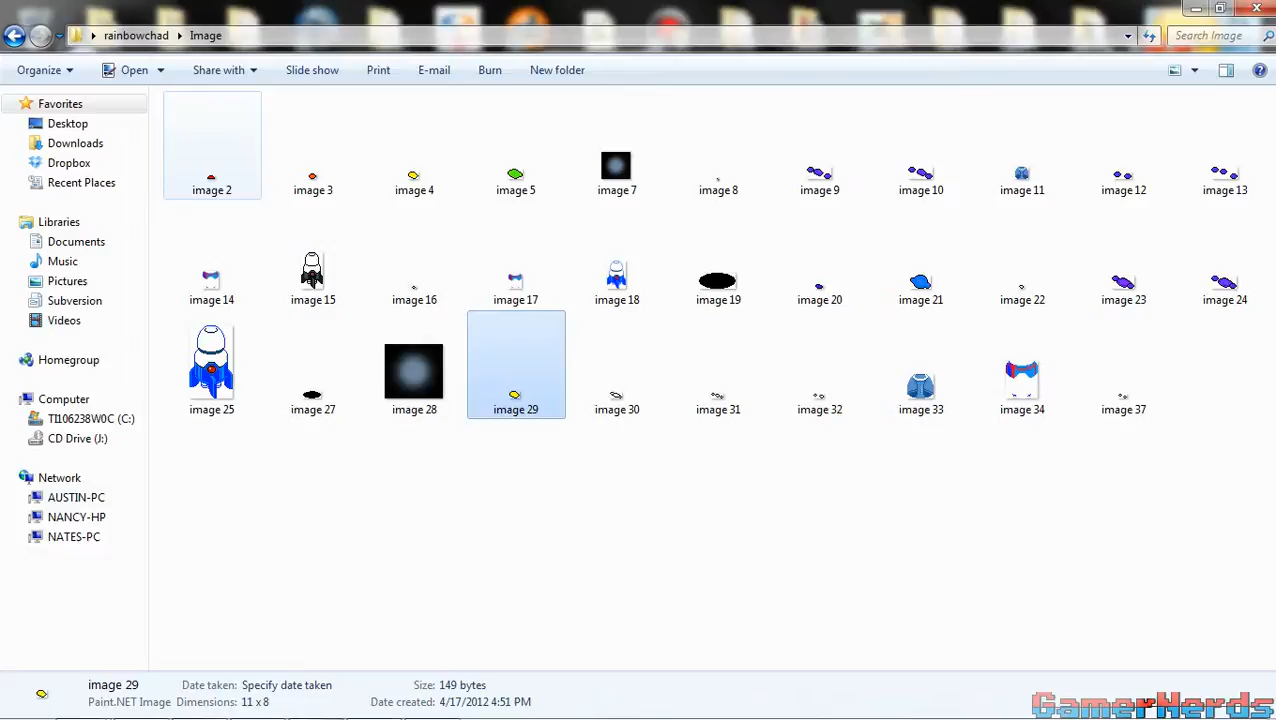 rainbowchad Image
Search Image
Organize Open Share with Slide show Print E-mail Burn New folder
Favorites
Desktop
Downloads
Dropbox
Recent Places
Libraries
Documents
Music
Pictures
Subversion
Videos
Homegroup
Computer
TI106238W0C (C:)
CD Drive (J:)
Network
AUSTIN-PC
NANCY-HP
NATES-PC
image 2 image 3 image 4 image 5 image 7 image 8 image 9 image 10 image 11 image 12 image 13
image 14 image 15 image 16 image 17 image 18 image 19 image 20 image 21 image 22 image 23 image 24
image 25 image 27 image 28 image 29 image 30 image 31 image 32 image 33 image 34 image 37
image 29 Date taken: Specify date taken Size: 149 bytes
Paint.NET Image Dimensions: 11 x 8 Date created: 4/17/2012 4:51 PM
GamerNerds